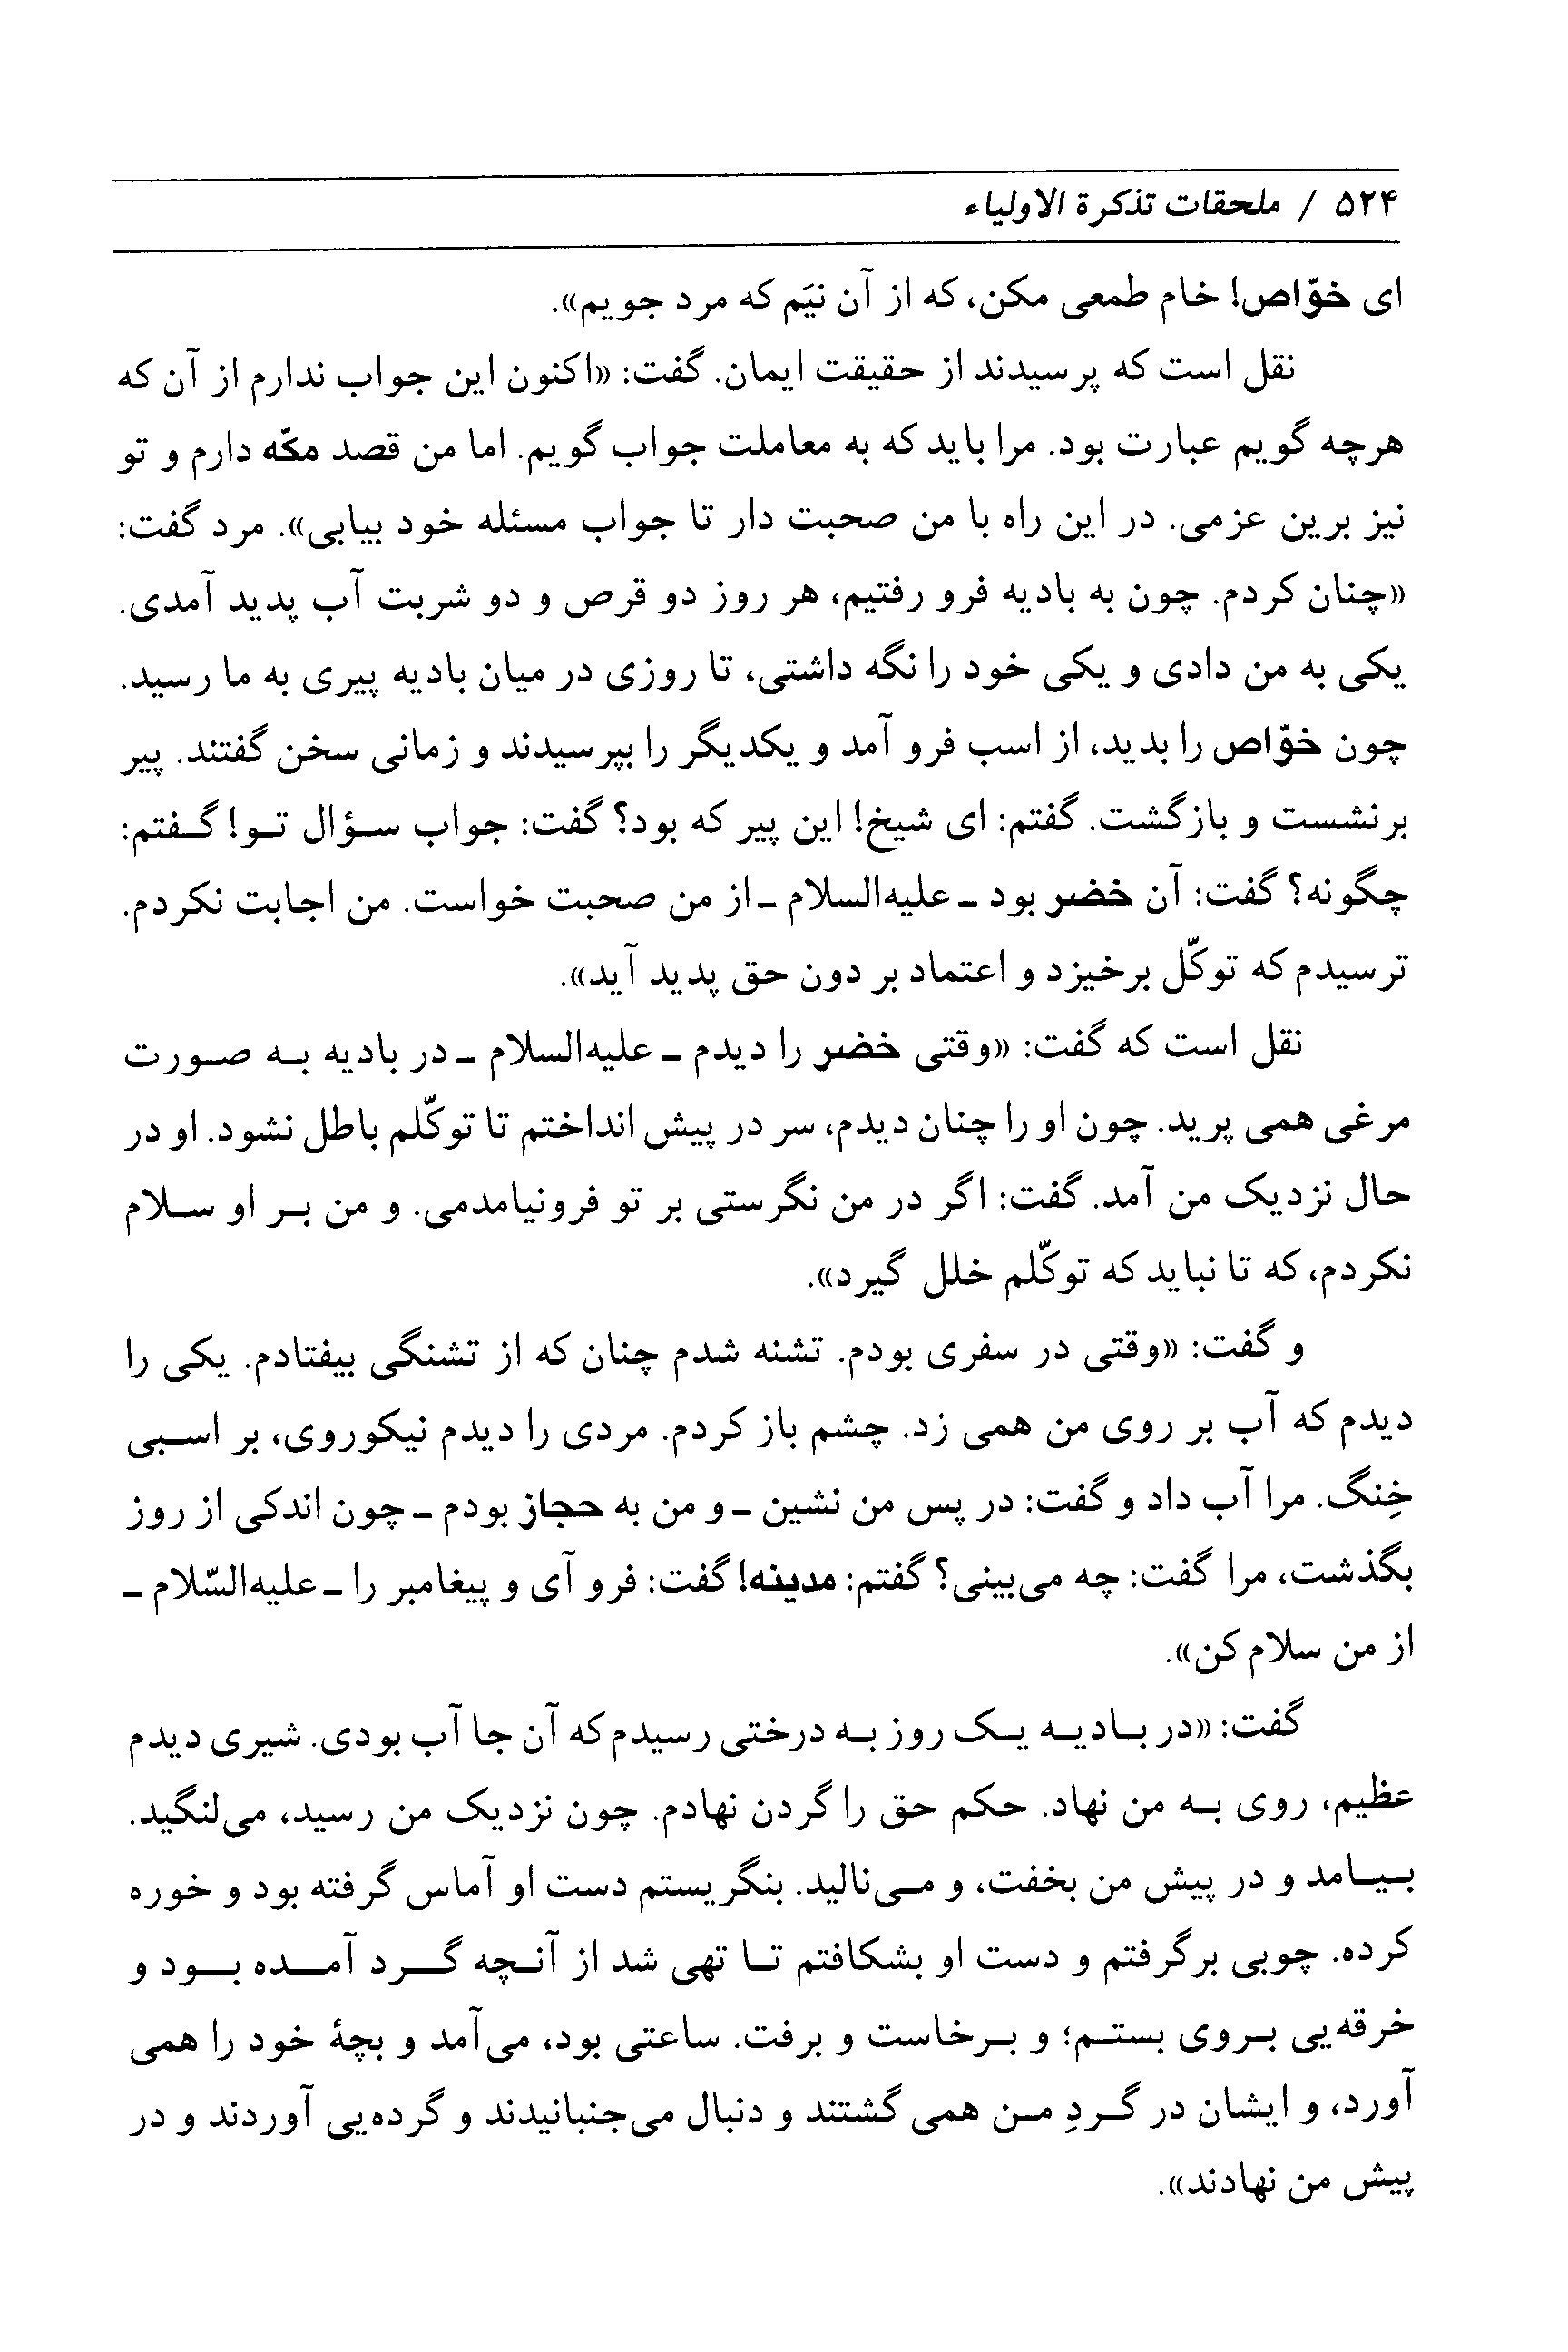 ۵۲۴ / ملحقات تذکرة الاولیاء
ای خوّاص! خام طمعی مکن، که از آن نیَم که مرد جویم».
نقل است که پرسیدند از حقیقت ایمان. گفت: «اکنون این جواب ندارم از آن که
هرچه گویم عبارت بود. مرا باید که به معاملت جواب گویم. اما من قصد مکّه دارم و تو
نیز برین عزمی. در این راه با من صحبت دار تا جواب مسئله خود بیابی». مرد گفت:
«چنان کردم. چون به بادیه فرو رفتیم، هر روز دو قرص و دو شربت آب پدید آمدی.
یکی به من دادی و یکی خود را نگه داشتی، تا روزی در میان بادیه پیری به ما رسید.
چون خوّاص را بدید، از اسب فرو آمد و یکدیگر را بپرسیدند و زمانی سخن گفتند. پیر
برنشست و بازگشت. گفتم: ای شیخ! این پیر که بود؟ گفت: جواب سؤال تو! گفتم:
چگونه؟ گفت: آن خضر بود ـ علیه‌السلام ـ از من صحبت خواست. من اجابت نکردم.
ترسیدم که توکّل برخیزد و اعتماد بر دون حق پدید آید».
نقل است که گفت: «وقتی خضر را دیدم ـ علیه‌السلام ـ در بادیه به صورت
مرغی همی پرید. چون او را چنان دیدم، سر در پیش انداختم تا توکّلم باطل نشود. او در
حال نزدیک من آمد. گفت: اگر در من نگرستی بر تو فرونیامدمی. و من بر او سلام
نکردم، که تا نباید که توکّلم خلل گیرد».
و گفت: «وقتی در سفری بودم. تشنه شدم چنان که از تشنگی بیفتادم. یکی را
دیدم که آب بر روی من همی زد. چشم باز کردم. مردی را دیدم نیکوروی، بر اسبی
خِنگ. مرا آب داد و گفت: در پس من نشین ـ و من به حجاز بودم ـ چون اندکی از روز
بگذشت، مرا گفت: چه می‌بینی؟ گفتم: مدینه! گفت: فرو آی و پیغامبر را ـ علیه‌السّلام ـ
از من سلام کن».
گفت: «در بادیه یک روز به درختی رسیدم که آن جا آب بودی. شیری دیدم
عظیم، روی به من نهاد. حکم حق را گردن نهادم. چون نزدیک من رسید، می‌لنگید.
بیامد و در پیش من بخفت، و می‌نالید. بنگریستم دست او آماس گرفته بود و خوره
کرده. چوبی برگرفتم و دست او بشکافتم تا تهی شد از آنچه گرد آمده بود و
خرقه‌یی بروی بستم؛ و برخاست و برفت. ساعتی بود، می‌آمد و بچهٔ خود را همی
آورد، و ایشان در گردِ من همی گشتند و دنبال می‌جنبانیدند و گرده‌یی آوردند و در
پیش من نهادند».